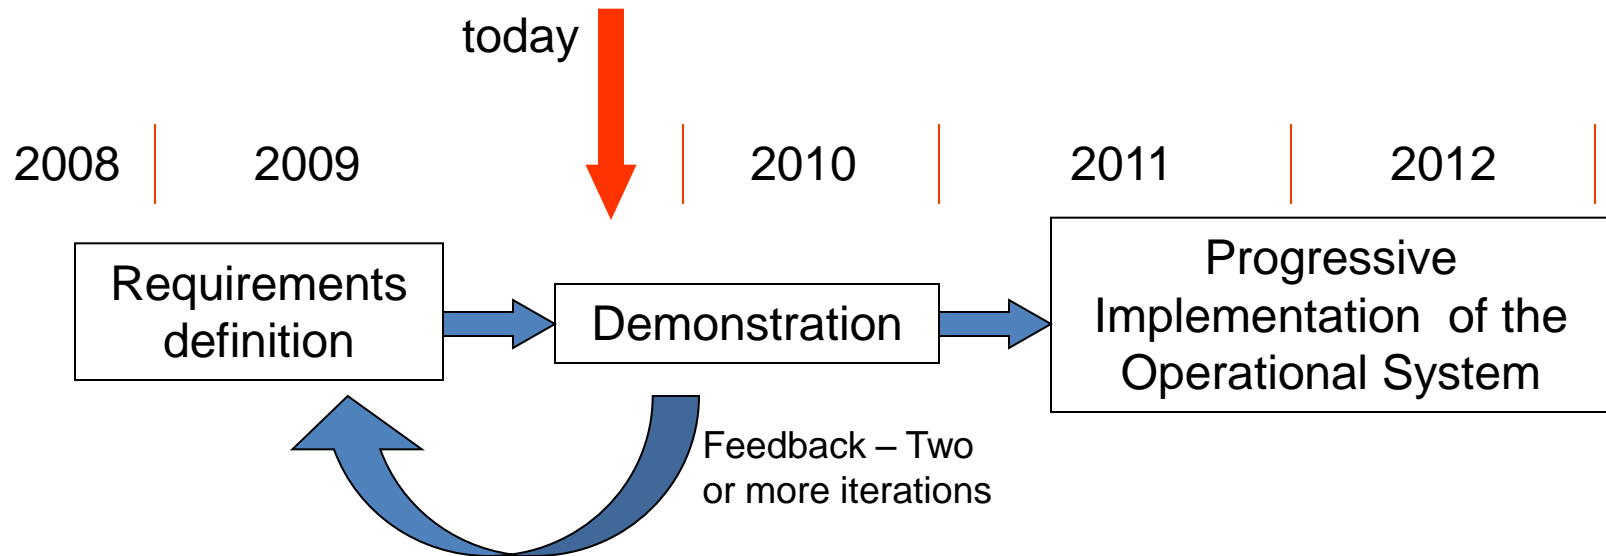 today
2008
2009
2010
2011
2012
Requirements
definition
Demonstration
Progressive
Implementation of the
Operational System
Feedback – Two
or more iterations